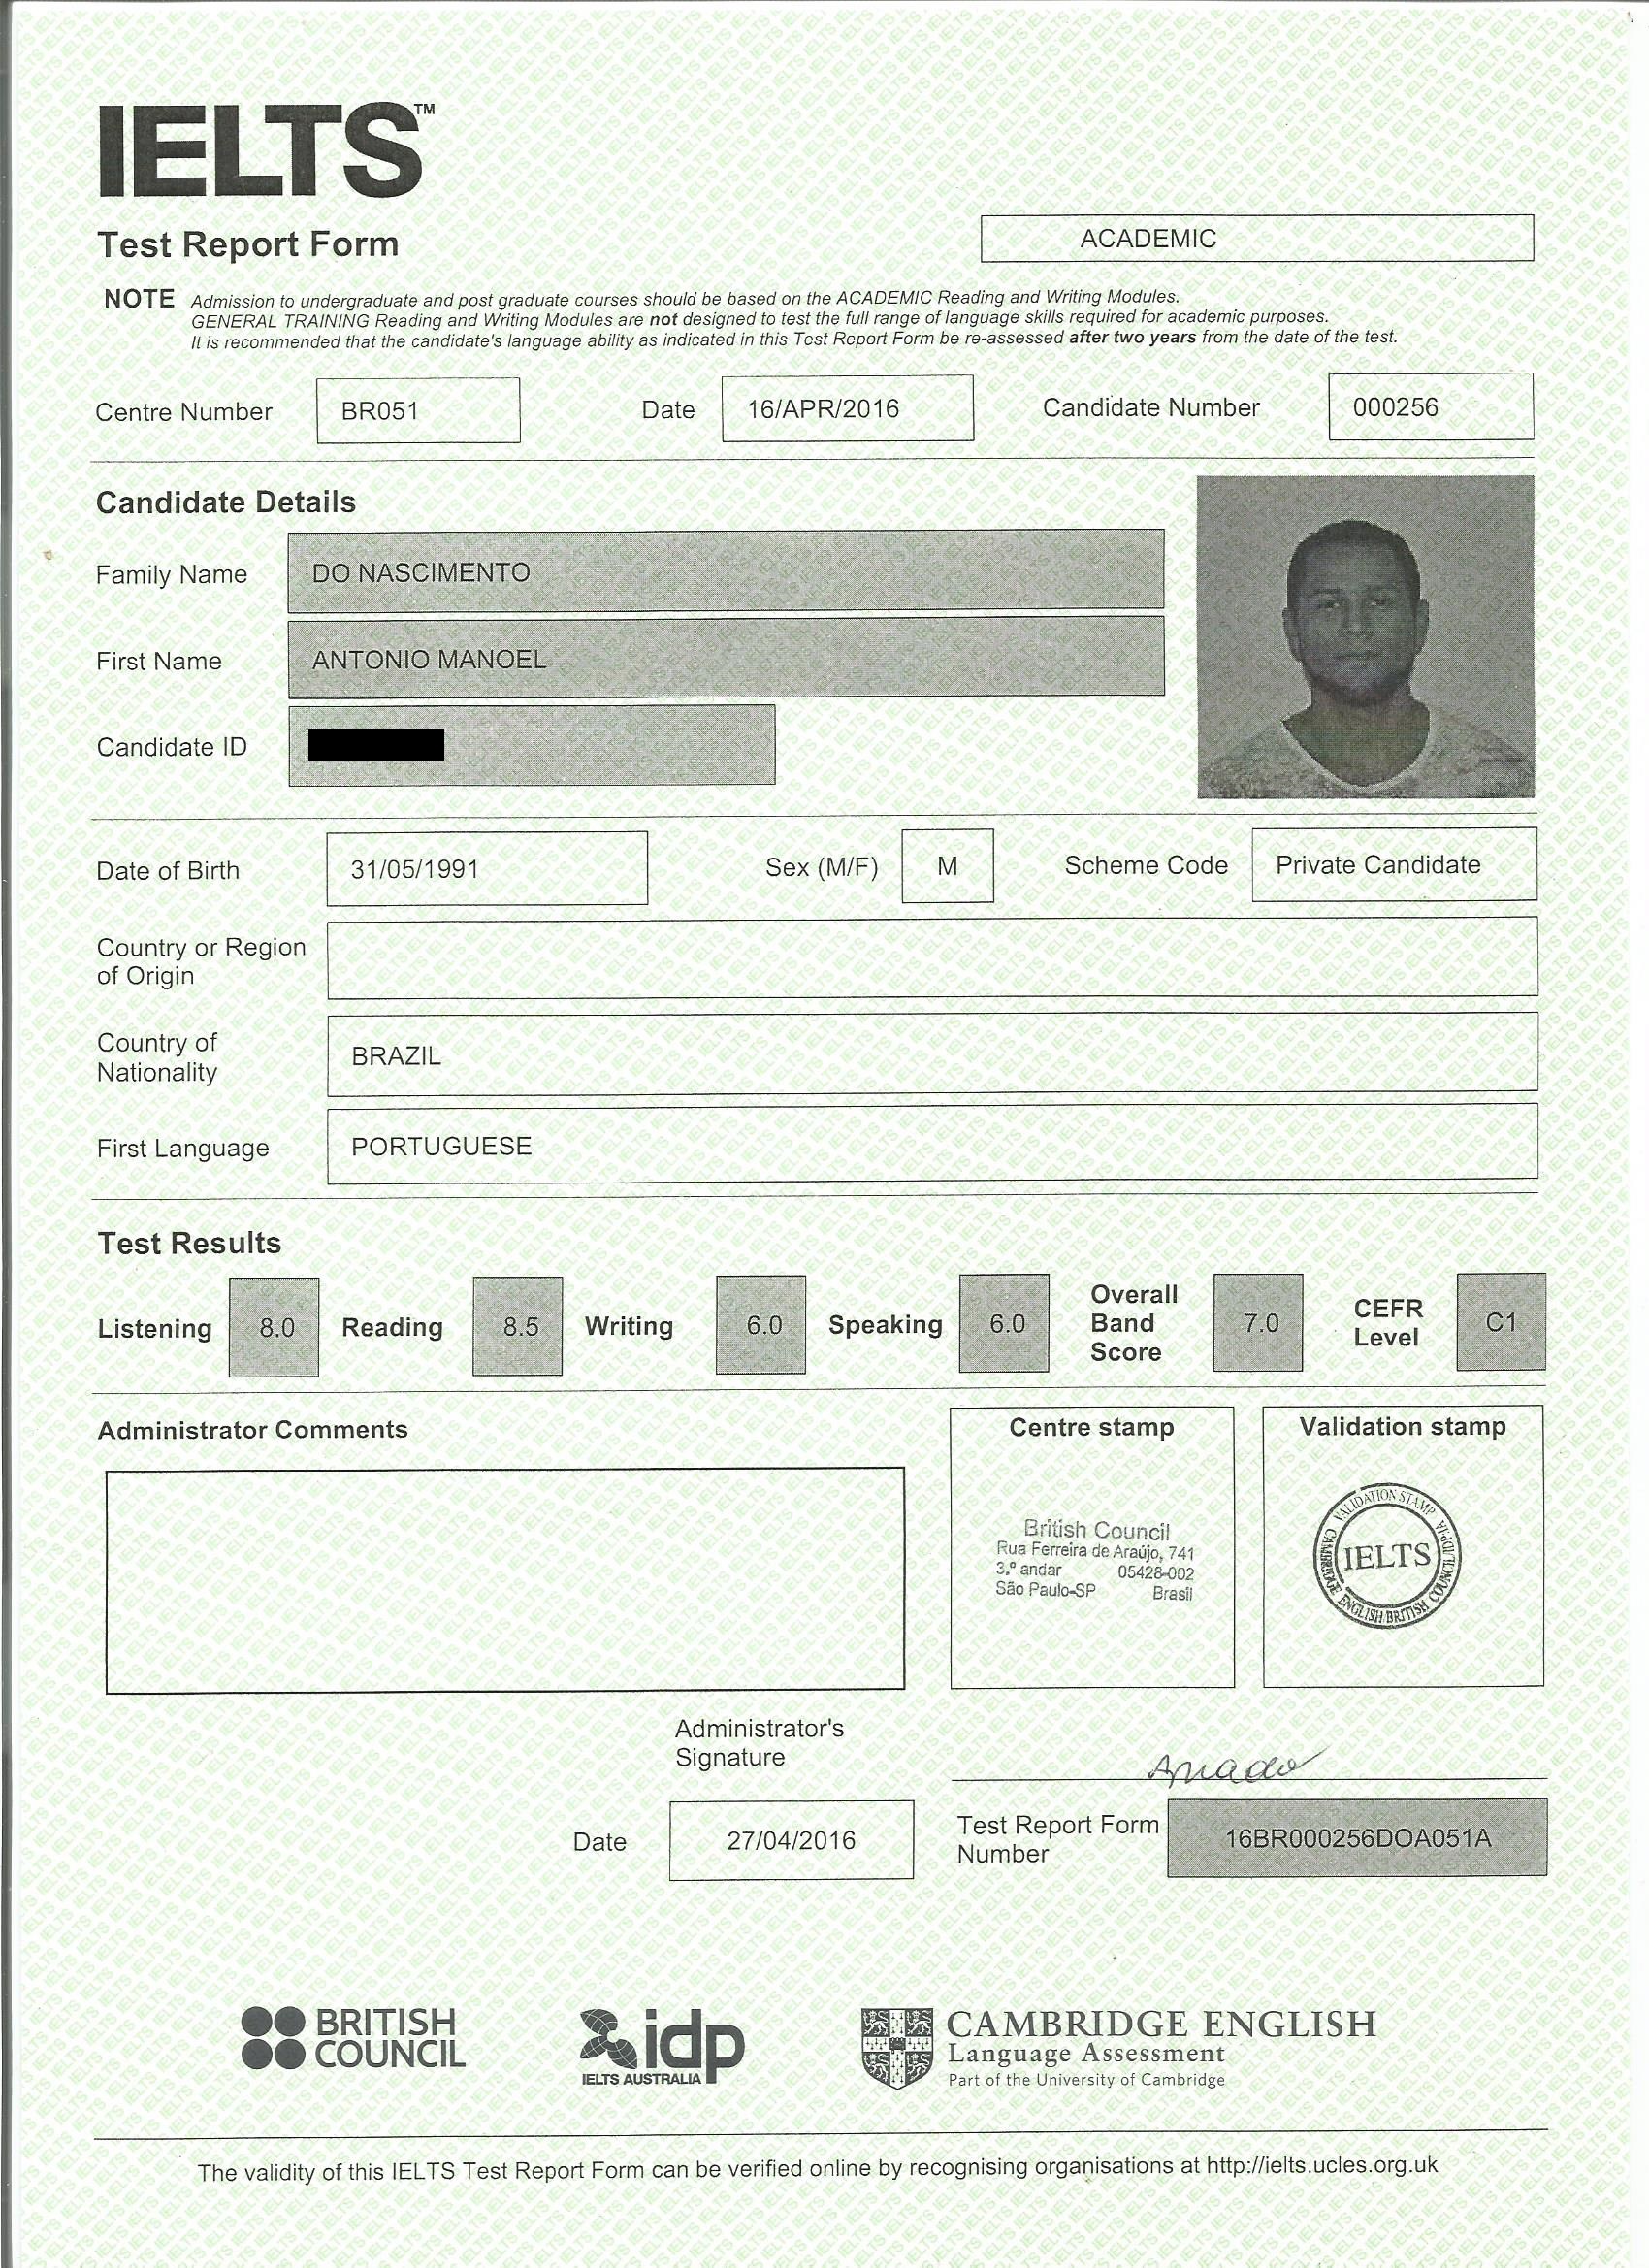 IELTS™
Test Report Form
ACADEMIC
NOTE Admission to undergraduate and post graduate courses should be based on the ACADEMIC Reading and Writing Modules.
GENERAL TRAINING Reading and Writing Modules are not designed to test the full range of language skills required for academic purposes.
It is recommended that the candidate's language ability as indicated in this Test Report Form be re-assessed after two years from the date of the test.
Centre Number BR051 Date 16/APR/2016 Candidate Number 000256
Candidate Details
Family Name DO NASCIMENTO
First Name ANTONIO MANOEL
Candidate ID
Date of Birth 31/05/1991 Sex (M/F) M Scheme Code Private Candidate
Country or Region
of Origin
Country of
Nationality
BRAZIL
First Language PORTUGUESE
Test Results
Listening 8.0 Reading 8.5 Writing 6.0 Speaking 6.0
Overall
Band
Score
7.0
CEFR
Level
C1
Administrator Comments
Centre stamp
British Council
Rua Ferreira de Araújo, 741
3.º andar 05428-002
São Paulo-SP Brasil
Validation stamp
VALIDATION STAMP
CAMBRIDGE ENGLISH/BRITISH COUNCIL/IDP:IA
IELTS
Administrator's
Signature
Date 27/04/2016
Test Report Form
Number
16BR000256DOA051A
BRITISH
COUNCIL
idp
IELTS AUSTRALIA
CAMBRIDGE ENGLISH
Language Assessment
Part of the University of Cambridge
The validity of this IELTS Test Report Form can be verified online by recognising organisations at http://ielts.ucles.org.uk